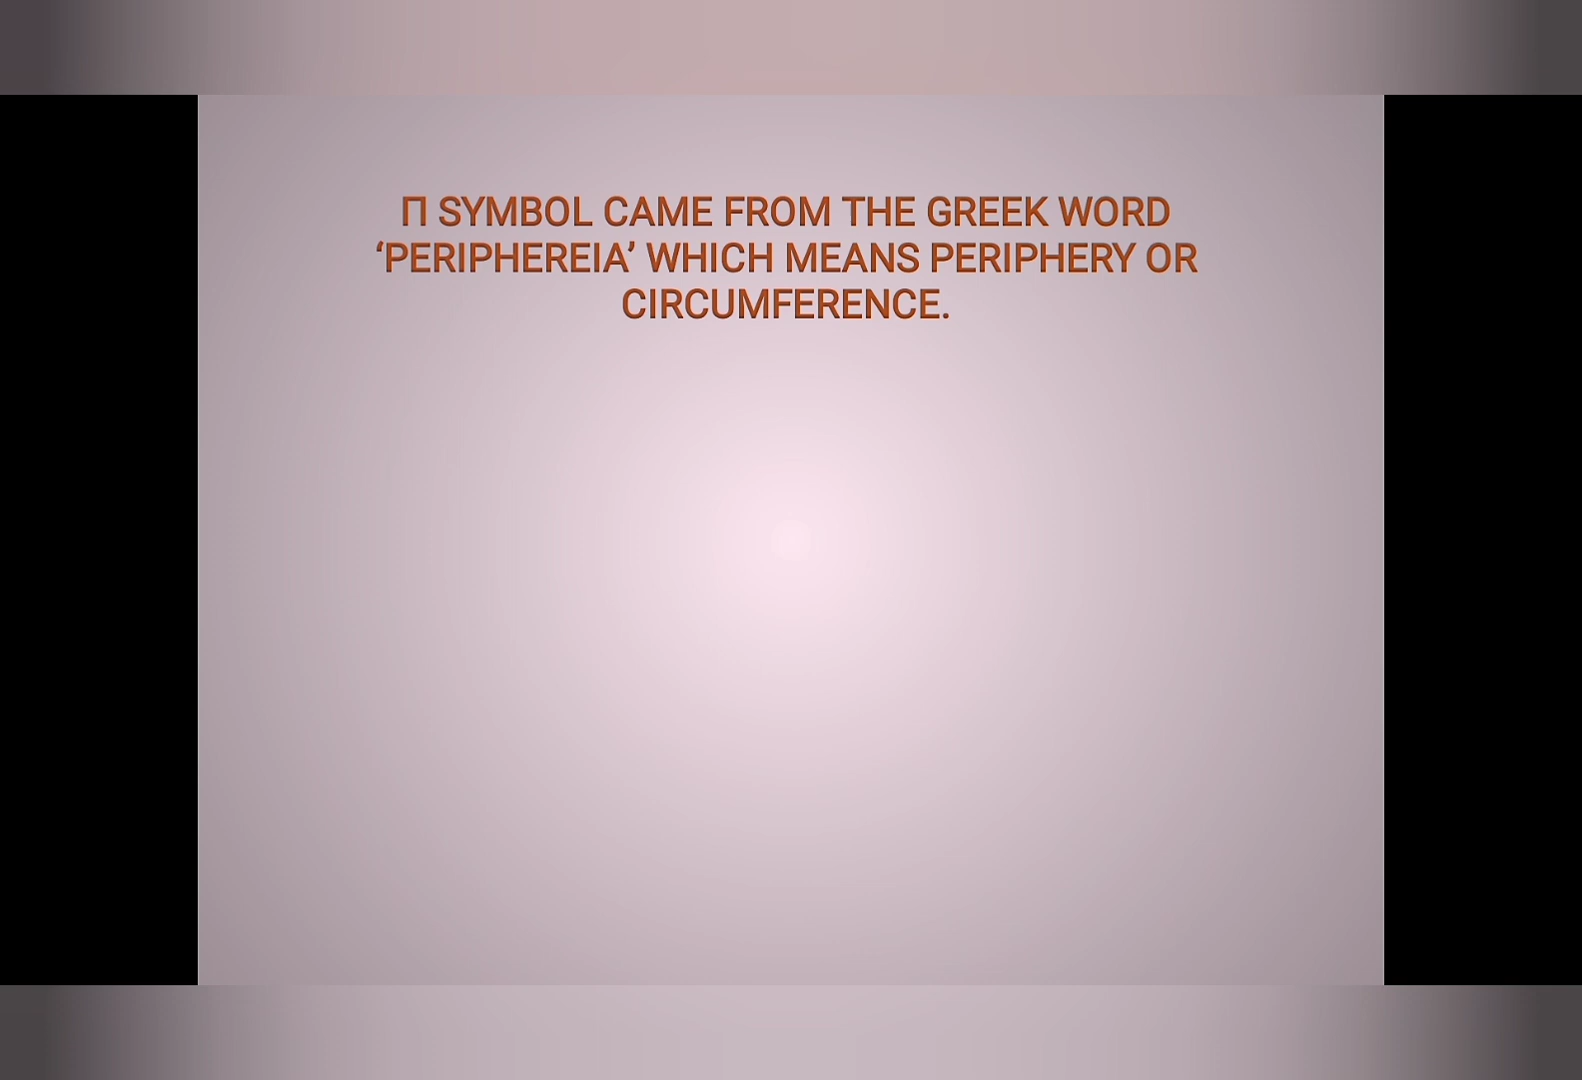 Π SYMBOL CAME FROM THE GREEK WORD
‘PERIPHEREIA’ WHICH MEANS PERIPHERY OR
CIRCUMFERENCE.